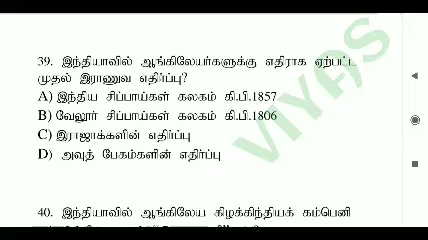 39. இந்தியாவில் ஆங்கிலேயர்களுக்கு எதிராக ஏற்பட்ட
முதல் இராணுவ எதிர்ப்பு?
A) இந்திய சிப்பாய்கள் கலகம் கி.பி.1857
B) வேலூர் சிப்பாய்கள் கலகம் கி.பி.1806
C) இராஜாக்களின் எதிர்ப்பு
D) அவுத் பேகம்களின் எதிர்ப்பு
VIYAS
40. இந்தியாவில் ஆங்கிலேய கிழக்கிந்தியக் கம்பெனி